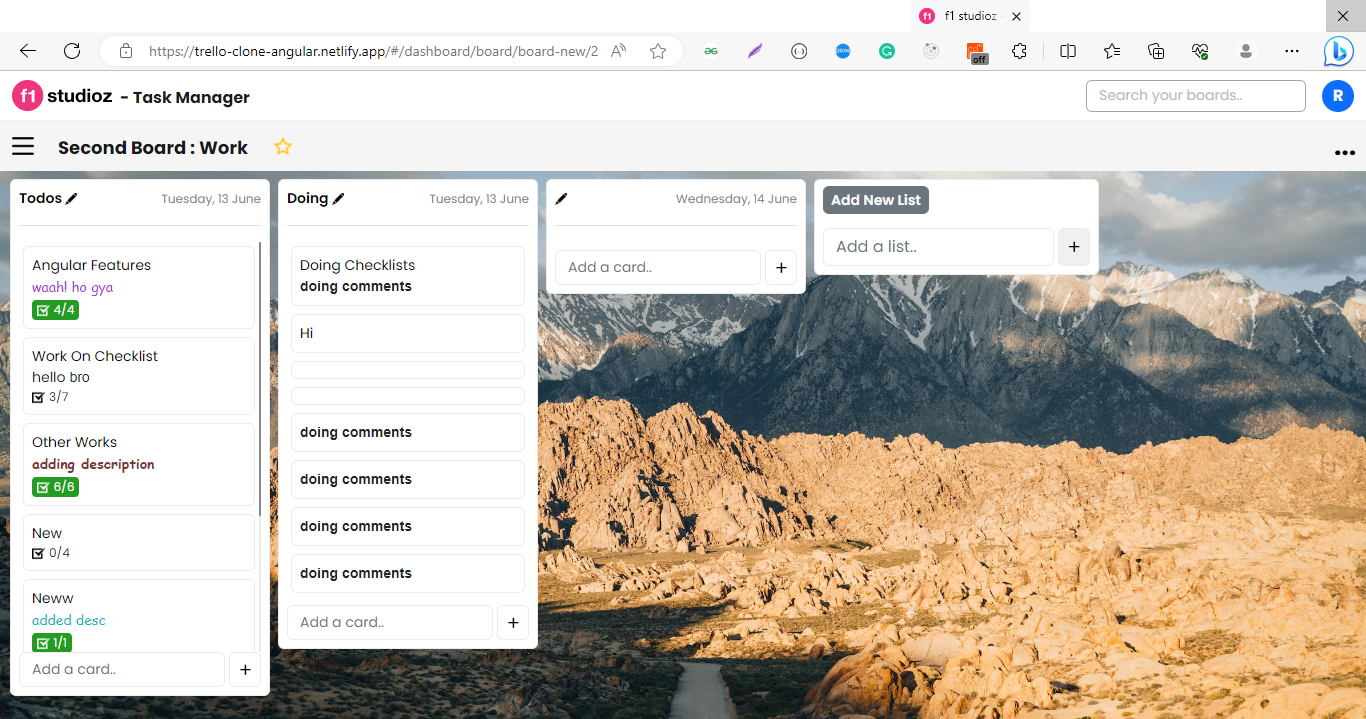 f1 studioz
https://trello-clone-angular.netlify.app/#/dashboard/board/board-new/2
off
f1 studioz - Task Manager
Search your boards..
R
Second Board : Work
Todos
Tuesday, 13 June
Angular Features
waah! ho gya
4/4
Work On Checklist
hello bro
3/7
Other Works
adding description
6/6
New
0/4
Neww
added desc
1/1
Add a card..
+
Doing
Tuesday, 13 June
Doing Checklists
doing comments
Hi
doing comments
doing comments
doing comments
doing comments
Add a card..
+
Wednesday, 14 June
Add a card..
+
Add New List
Add a list..
+